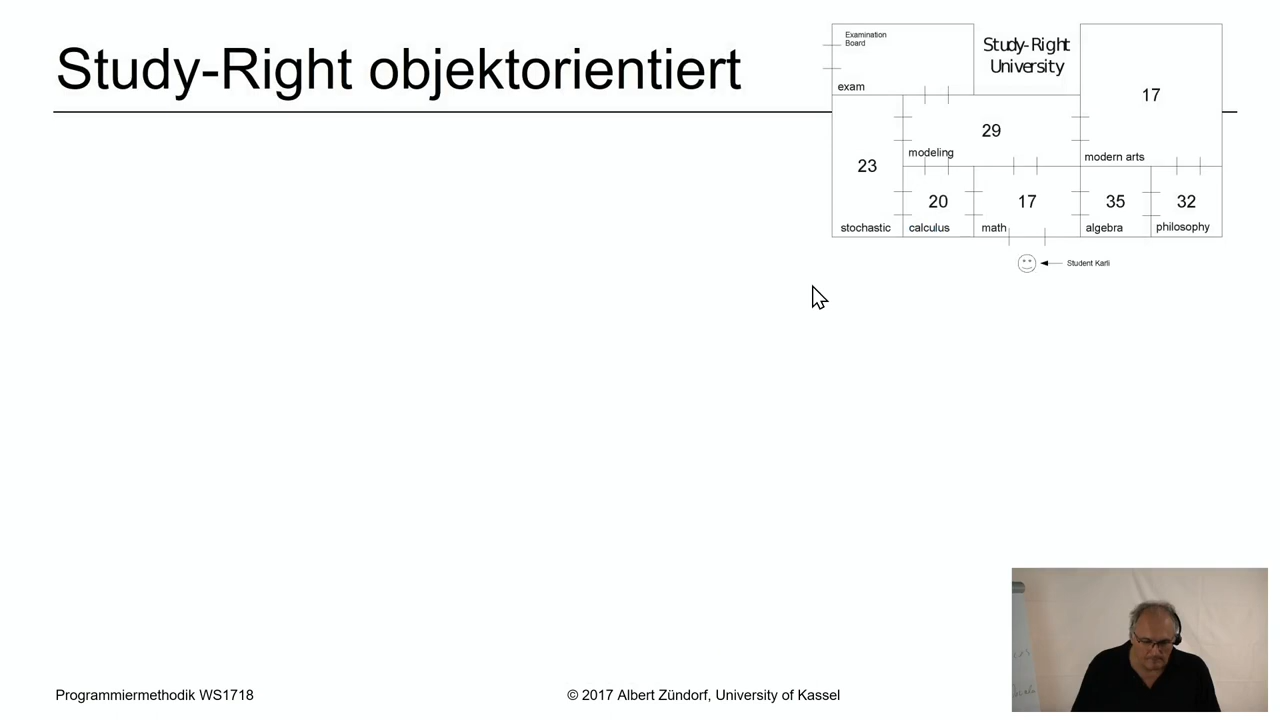 Study-Right objektorientiert
Examination
Board
exam
Study-Right
University
17
29
modeling
modern arts
23
20
17
35
32
stochastic
calculus
math
algebra
philosophy
Student Karli
Programmiermethodik WS1718
© 2017 Albert Zündorf, University of Kassel